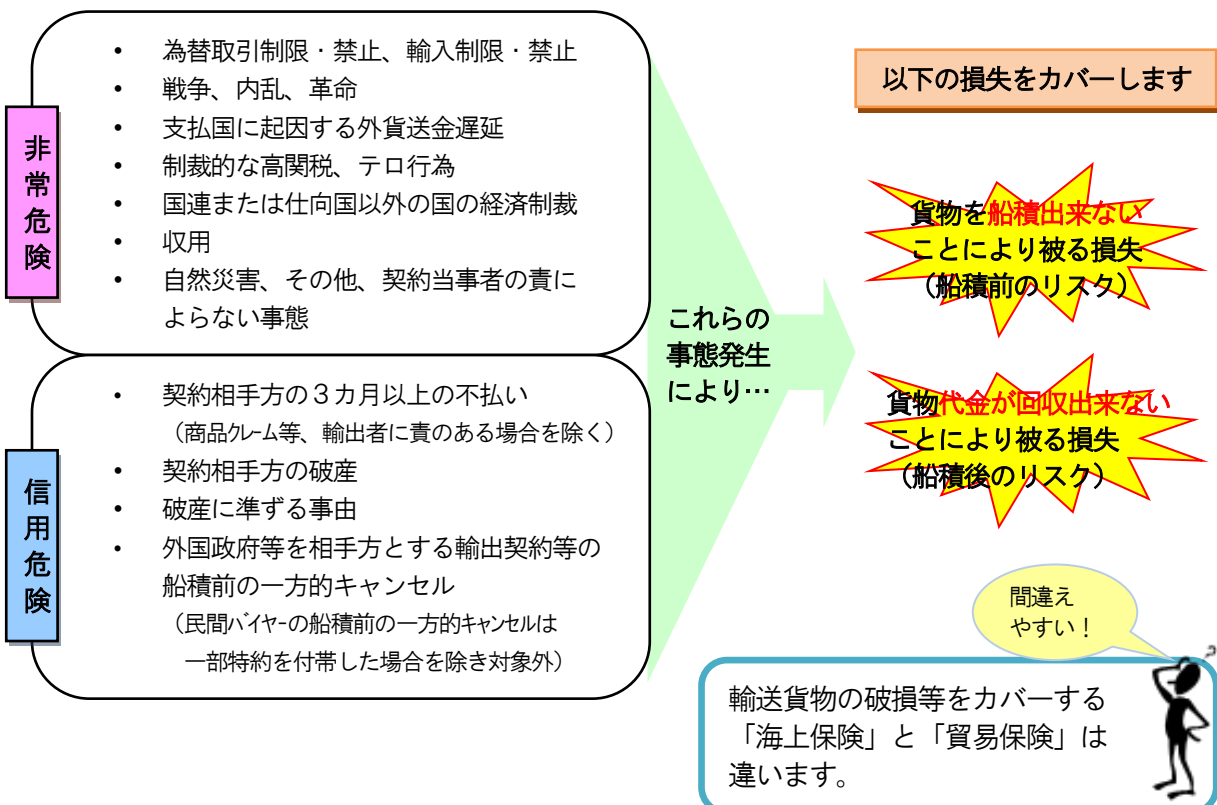 非常危険
• 為替取引制限・禁止、輸入制限・禁止
• 戦争、内乱、革命
• 支払国に起因する外貨送金遅延
• 制裁的な高関税、テロ行為
• 国連または仕向国以外の国の経済制裁
• 収用
• 自然災害、その他、契約当事者の責に
よらない事態
信用危険
• 契約相手方の３カ月以上の不払い
（商品クレーム等、輸出者に責のある場合を除く）
• 契約相手方の破産
• 破産に準ずる事由
• 外国政府等を相手方とする輸出契約等の
船積前の一方的キャンセル
（民間バイヤーの船積前の一方的キャンセルは
一部特約を付帯した場合を除き対象外）
これらの
事態発生
により…
以下の損失をカバーします
貨物を船積出来ない
ことにより被る損失
（船積前のリスク）
貨物代金が回収出来ない
ことにより被る損失
（船積後のリスク）
間違え
やすい！
?
輸送貨物の破損等をカバーする
「海上保険」と「貿易保険」は
違います。